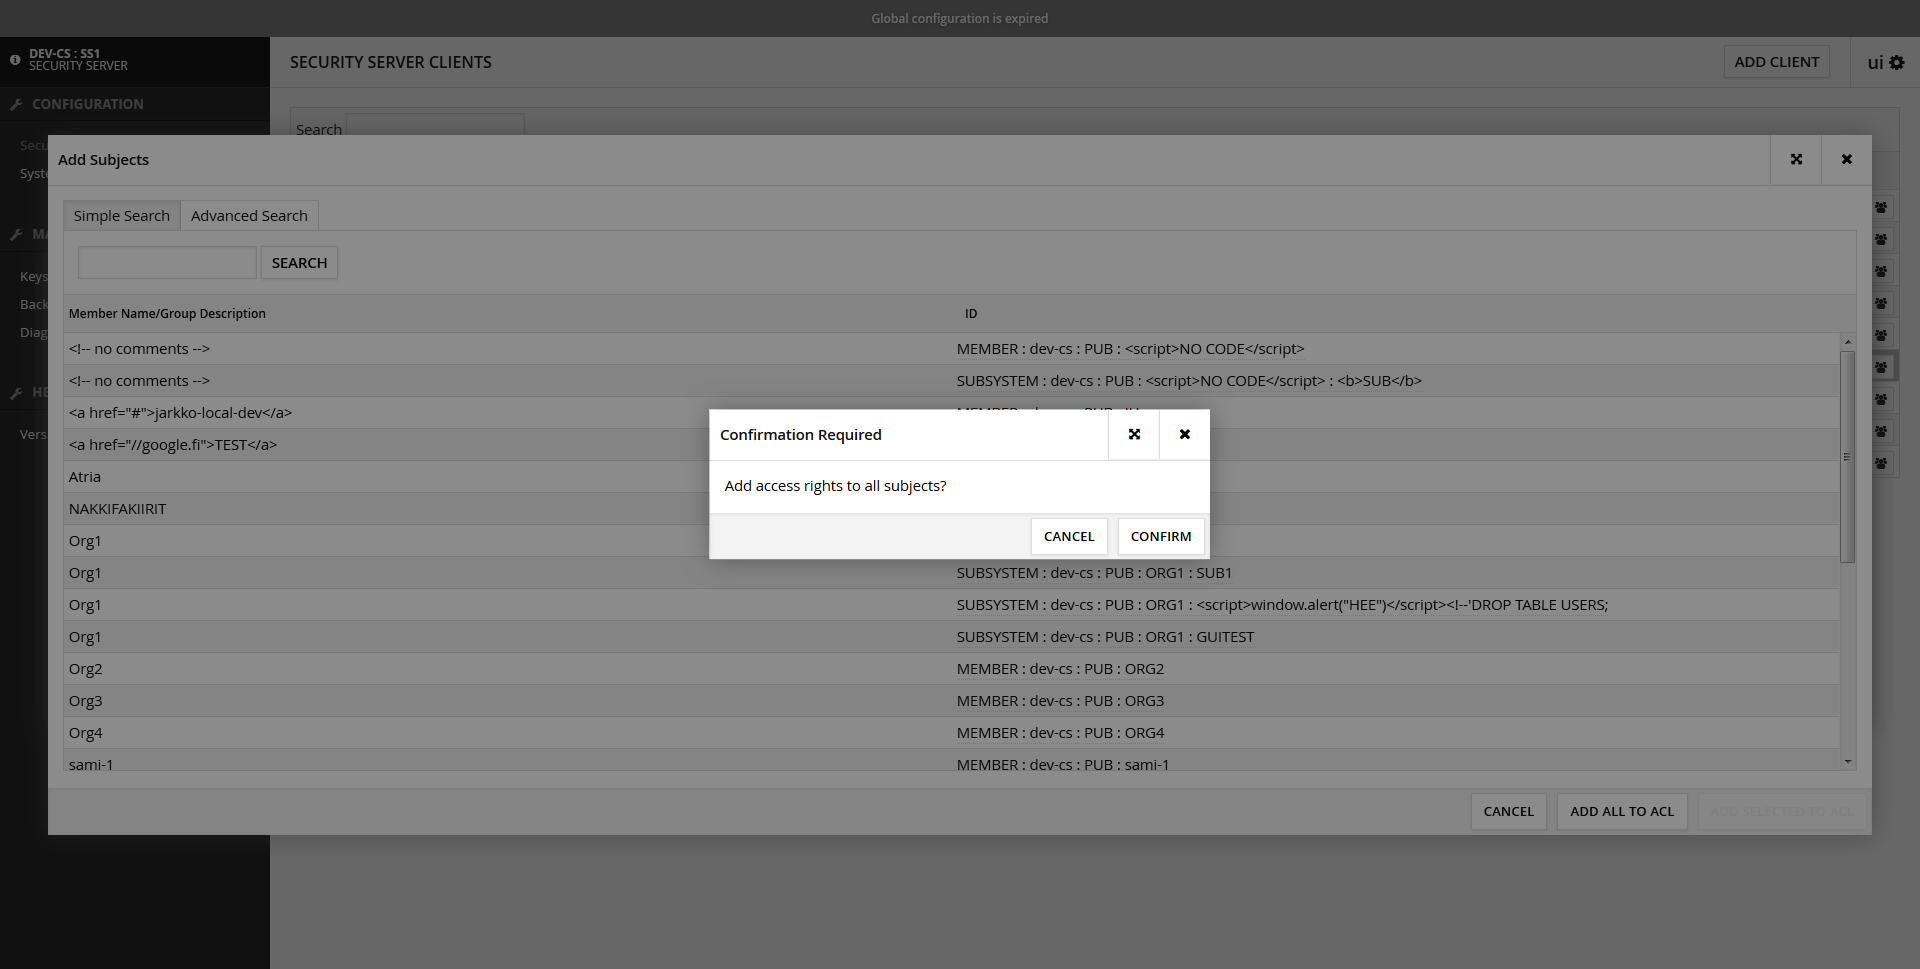 Global configuration is expired
DEV-CS : SS1
SECURITY SERVER
SECURITY SERVER CLIENTS
ADD CLIENT
ui
CONFIGURATION
Search
Secu
Syste
MA
Keys
Back
Diag
HE
Vers
Add Subjects
Simple Search
Advanced Search
SEARCH
Member Name/Group Description
ID
<!-- no comments -->
MEMBER : dev-cs : PUB : <script>NO CODE</script>
<!-- no comments -->
SUBSYSTEM : dev-cs : PUB : <script>NO CODE</script> : <b>SUB</b>
<a href="#">jarkko-local-dev</a>
<a href="//google.fi">TEST</a>
Atria
NAKKIFAKIIRIT
Org1
Org1
SUBSYSTEM : dev-cs : PUB : ORG1 : SUB1
Org1
SUBSYSTEM : dev-cs : PUB : ORG1 : <script>window.alert("HEE")</script><!--'DROP TABLE USERS;
Org1
SUBSYSTEM : dev-cs : PUB : ORG1 : GUITEST
Org2
MEMBER : dev-cs : PUB : ORG2
Org3
MEMBER : dev-cs : PUB : ORG3
Org4
MEMBER : dev-cs : PUB : ORG4
sami-1
MEMBER : dev-cs : PUB : sami-1
CANCEL
ADD ALL TO ACL
ADD SELECTED TO ACL
Confirmation Required
Add access rights to all subjects?
CANCEL
CONFIRM